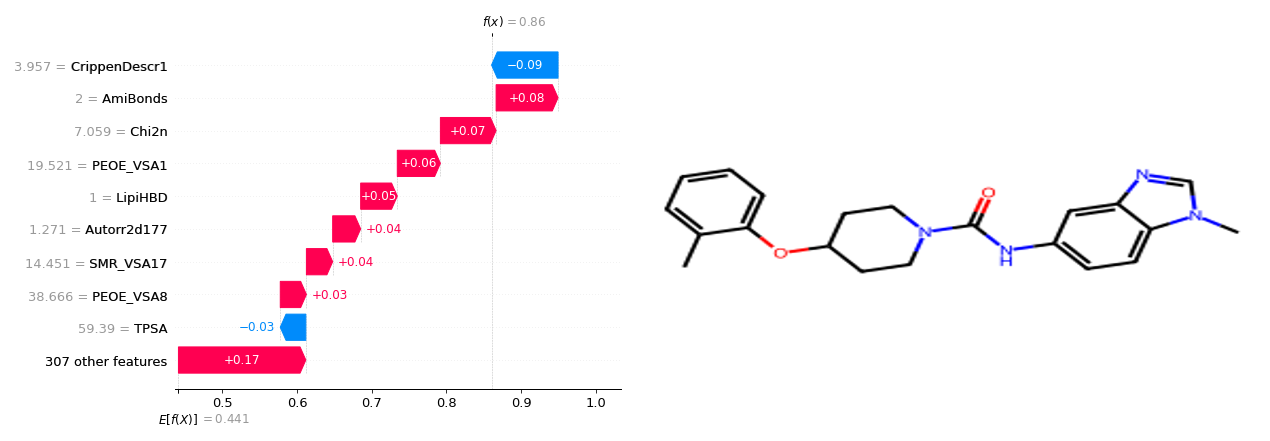 f(x) = 0.86
3.957 = CrippenDescr1 −0.09
2 = AmiBonds +0.08
7.059 = Chi2n +0.07
19.521 = PEOE_VSA1 +0.06
1 = LipiHBD +0.05
1.271 = Autorr2d177 +0.04
14.451 = SMR_VSA17 +0.04
38.666 = PEOE_VSA8 +0.03
59.39 = TPSA −0.03
307 other features +0.17
0.5 0.6 0.7 0.8 0.9 1.0
E[f(X)] = 0.441
N
O
N
N
O
N
H